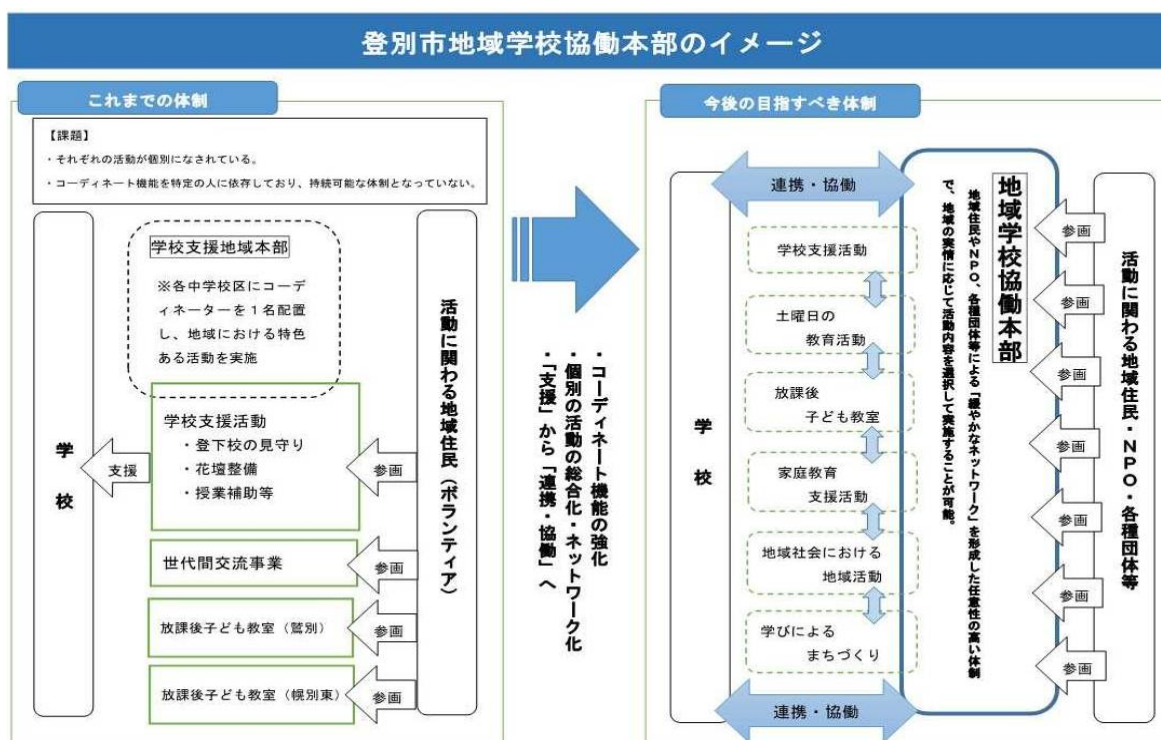 登別市地域学校協働本部のイメージ
これまでの体制
【課題】
・それぞれの活動が個別になされている。
・コーディネート機能を特定の人に依存しており、持続可能な体制となっていない。
学校
支援
学校支援地域本部
※各中学校区にコーデ
ィネーターを１名配置
し、地域における特色
ある活動を実施
学校支援活動
・登下校の見守り
・花壇整備
・授業補助等
世代間交流事業
放課後子ども教室（鷲別）
放課後子ども教室（幌別東）
参画
参画
参画
参画
活動に関わる地域住民（ボランティア）
・コーディネート機能の強化
・個別の活動の総合化・ネットワーク化
・「支援」から「連携・協働」へ
今後の目指すべき体制
学校
連携・協働
学校支援活動
土曜日の
教育活動
放課後
子ども教室
家庭教育
支援活動
地域社会における
地域活動
学びによる
まちづくり
連携・協働
地域学校協働本部
地域住民やNPO、各種団体等による「緩やかなネットワーク」を形成した任意性の高い体制
で、地域の実情に応じて活動内容を選択して実施することが可能。
参画
参画
参画
参画
参画
参画
参画
活動に関わる地域住民・NPO・各種団体等